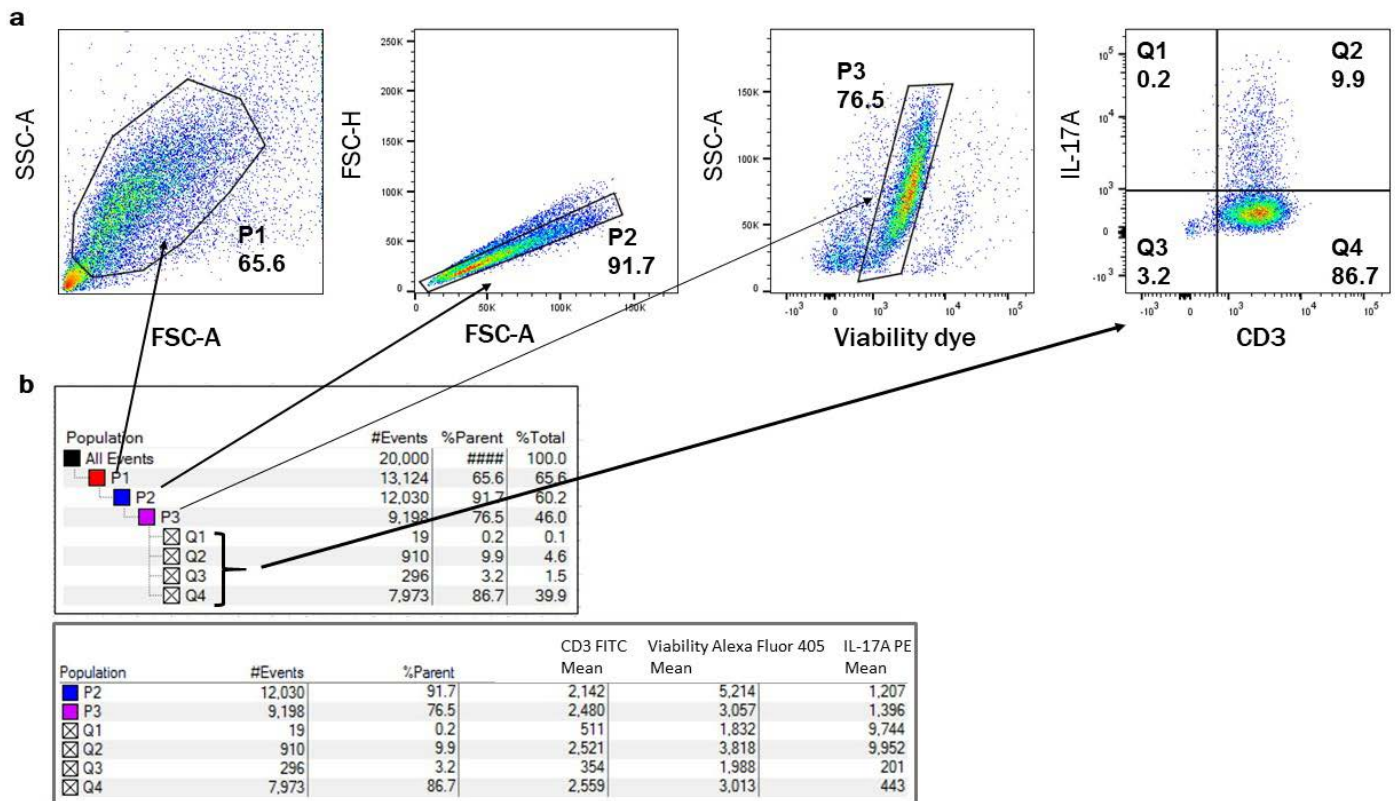 a
SSC-A
P1
65.6
FSC-A
FSC-H
250K
200K
150K
100K
50K
0
P2
91.7
0 50K 100K 150K
FSC-A
SSC-A
150K
100K
50K
0
P3
76.5
-10³ 0 10³ 10⁴ 10⁵
Viability dye
IL-17A
10⁵
10⁴
10³
0
-10³
Q1 Q2
0.2 9.9
Q3 Q4
3.2 86.7
-10³ 0 10³ 10⁴ 10⁵
CD3
b
Population #Events %Parent %Total
All Events 20,000 #### 100.0
P1 13,124 65.6 65.6
P2 12,030 91.7 60.2
P3 9,198 76.5 46.0
Q1 19 0.2 0.1
Q2 910 9.9 4.6
Q3 296 3.2 1.5
Q4 7,973 86.7 39.9
CD3 FITC Viability Alexa Fluor 405 IL-17A PE
Population #Events %Parent Mean Mean Mean
P2 12,030 91.7 2,142 5,214 1,207
P3 9,198 76.5 2,480 3,057 1,396
Q1 19 0.2 511 1,832 9,744
Q2 910 9.9 2,521 3,818 9,952
Q3 296 3.2 354 1,988 201
Q4 7,973 86.7 2,559 3,013 443